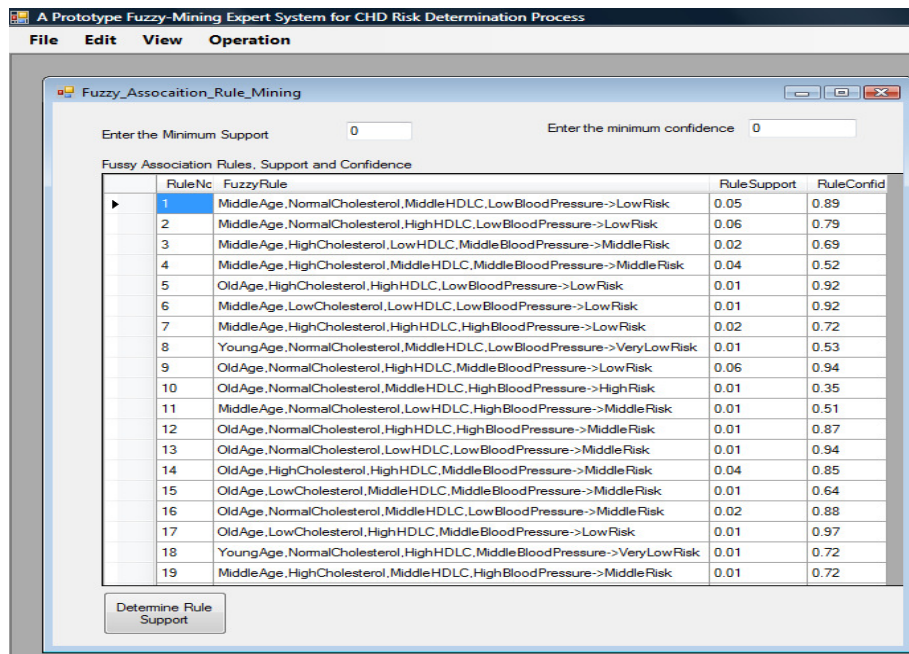 A Prototype Fuzzy-Mining Expert System for CHD Risk Determination Process
File Edit View Operation
Fuzzy_Assocaition_Rule_Mining
Enter the Minimum Support 0 Enter the minimum confidence 0
Fussy Association Rules, Support and Confidence
RuleNo FuzzyRule RuleSupport RuleConfid
1 MiddleAge,NormalCholesterol,MiddleHDLC,LowBloodPressure->LowRisk 0.05 0.89
2 MiddleAge,NormalCholesterol,HighHDLC,LowBloodPressure->LowRisk 0.06 0.79
3 MiddleAge,HighCholesterol,LowHDLC,MiddleBloodPressure->MiddleRisk 0.02 0.69
4 MiddleAge,HighCholesterol,MiddleHDLC,MiddleBloodPressure->MiddleRisk 0.04 0.52
5 OldAge,HighCholesterol,HighHDLC,LowBloodPressure->LowRisk 0.01 0.92
6 MiddleAge,LowCholesterol,LowHDLC,LowBloodPressure->LowRisk 0.01 0.92
7 MiddleAge,HighCholesterol,HighHDLC,HighBloodPressure->LowRisk 0.02 0.72
8 YoungAge,NormalCholesterol,MiddleHDLC,LowBloodPressure->VeryLowRisk 0.01 0.53
9 OldAge,NormalCholesterol,HighHDLC,MiddleBloodPressure->LowRisk 0.06 0.94
10 OldAge,NormalCholesterol,MiddleHDLC,HighBloodPressure->HighRisk 0.01 0.35
11 MiddleAge,NormalCholesterol,LowHDLC,HighBloodPressure->MiddleRisk 0.01 0.51
12 OldAge,NormalCholesterol,HighHDLC,HighBloodPressure->LowRisk 0.01 0.87
13 OldAge,NormalCholesterol,LowHDLC,LowBloodPressure->MiddleRisk 0.01 0.94
14 OldAge,HighCholesterol,HighHDLC,MiddleBloodPressure->MiddleRisk 0.04 0.85
15 OldAge,LowCholesterol,MiddleHDLC,MiddleBloodPressure->MiddleRisk 0.01 0.64
16 OldAge,NormalCholesterol,MiddleHDLC,LowBloodPressure->MiddleRisk 0.02 0.88
17 OldAge,LowCholesterol,HighHDLC,MiddleBloodPressure->LowRisk 0.01 0.97
18 YoungAge,NormalCholesterol,HighHDLC,MiddleBloodPressure->VeryLowRisk 0.01 0.72
19 MiddleAge,HighCholesterol,MiddleHDLC,HighBloodPressure->MiddleRisk 0.01 0.72
Determine Rule
Support